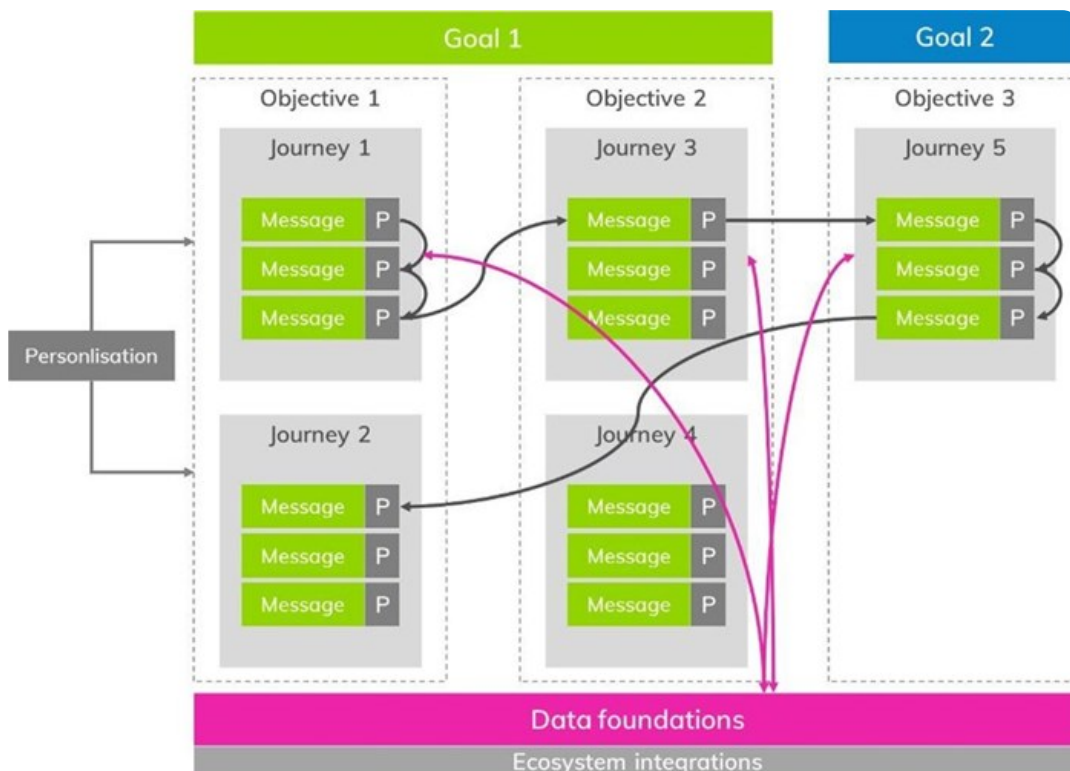 Goal 1
Goal 2
Objective 1
Objective 2
Objective 3
Journey 1
Journey 3
Journey 5
Message P
Message P
Message P
Message P
Message P
Message P
Message P
Message P
Message P
Personlisation
Journey 2
Journey 4
Message P
Message P
Message P
Message P
Message P
Message P
Data foundations
Ecosystem integrations